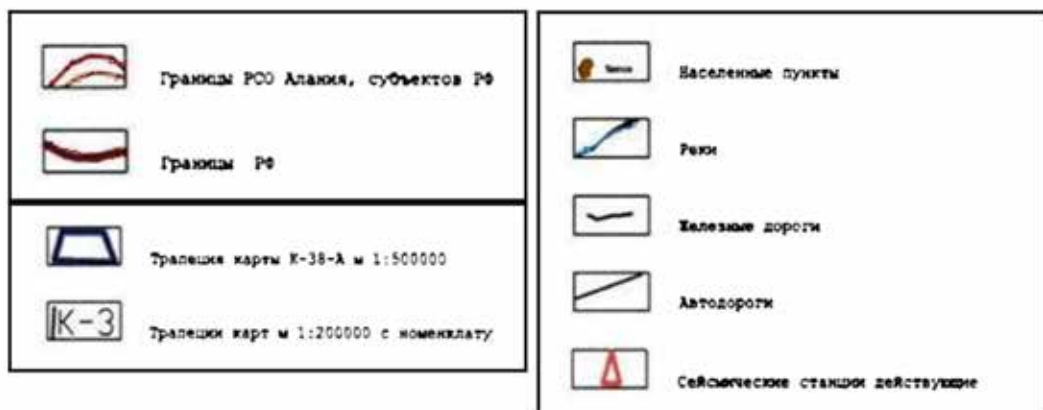 Границы РСО Алания, субъектов РФ
Границы РФ
Трапеция карты К-38-А м 1:500000
К-3
Трапеции карт м 1:200000 с номенклату
Населенные пункты
Реки
Железные дороги
Автодороги
Сейсмические станции действующие